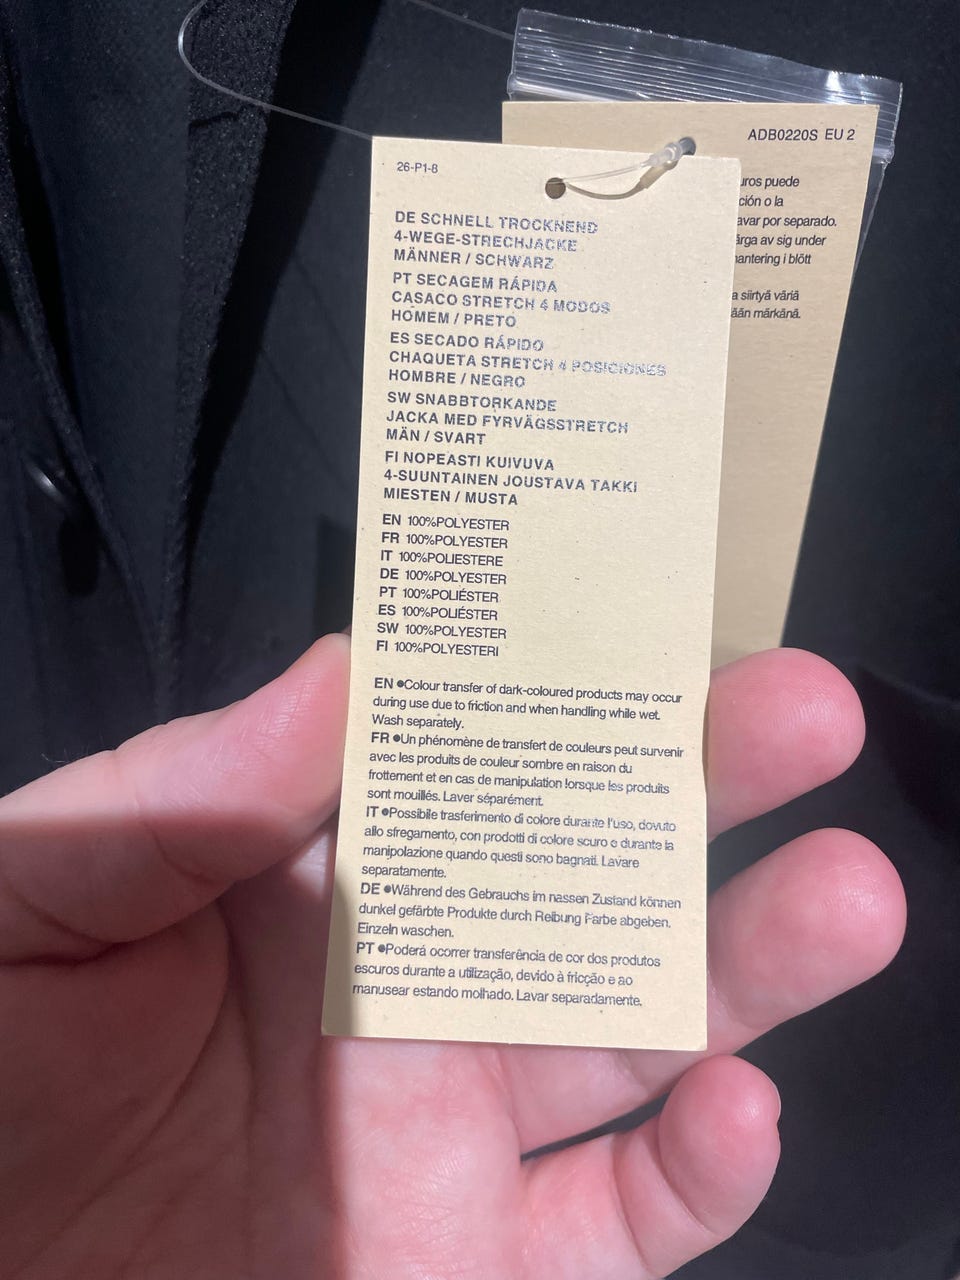 26-P1-8
DE SCHNELL TROCKNEND
4-WEGE-STRECHJACKE
MÄNNER / SCHWARZ
PT SECAGEM RÁPIDA
CASACO STRETCH 4 MODOS
HOMEM / PRETO
ES SECADO RÁPIDO
CHAQUETA STRETCH 4 POSICIONES
HOMBRE / NEGRO
SW SNABBTORKANDE
JACKA MED FYRVÄGSSTRETCH
MÄN / SVART
FI NOPEASTI KUIVUVA
4-SUUNTAINEN JOUSTAVA TAKKI
MIESTEN / MUSTA
EN 100%POLYESTER
FR 100%POLYESTER
IT 100%POLIESTERE
DE 100%POLYESTER
PT 100%POLIÉSTER
ES 100%POLIÉSTER
SW 100%POLYESTER
FI 100%POLYESTERI
EN ●Colour transfer of dark-coloured products may occur
during use due to friction and when handling while wet.
Wash separately.
FR ●Un phénomène de transfert de couleurs peut survenir
avec les produits de couleur sombre en raison du
frottement et en cas de manipulation lorsque les produits
sont mouillés. Laver séparément.
IT ●Possibile trasferimento di colore durante l'uso, dovuto
allo sfregamento, con prodotti di colore scuro e durante la
manipolazione quando questi sono bagnati. Lavare
separatamente.
DE ●Während des Gebrauchs im nassen Zustand können
dunkel gefärbte Produkte durch Reibung Farbe abgeben.
Einzeln waschen.
PT ●Poderá ocorrer transferência de cor dos produtos
escuros durante a utilização, devido à fricção e ao
manusear estando molhado. Lavar separadamente.
ADB0220S EU 2
uros puede
ción o la
avar por separado.
ärga av sig under
hantering i blött
a siirtyä väriä
ään märkänä.